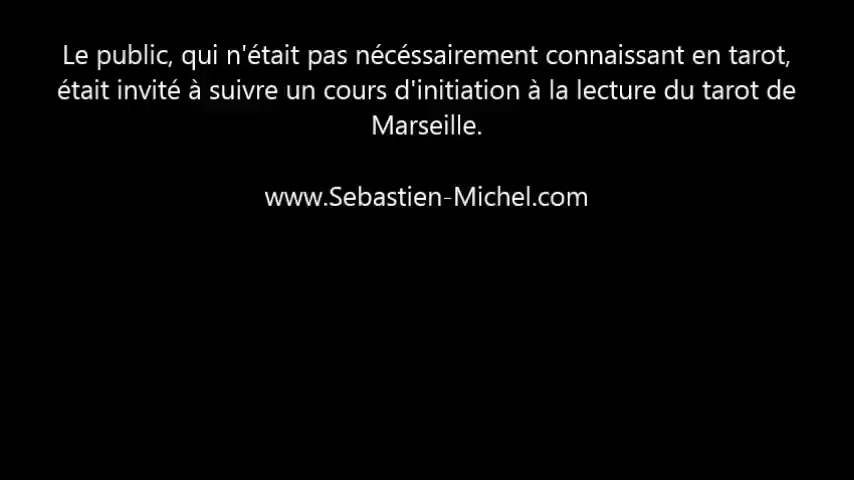 Le public, qui n'était pas nécéssairement connaissant en tarot,
était invité à suivre un cours d'initiation à la lecture du tarot de
Marseille.
www.Sebastien-Michel.com